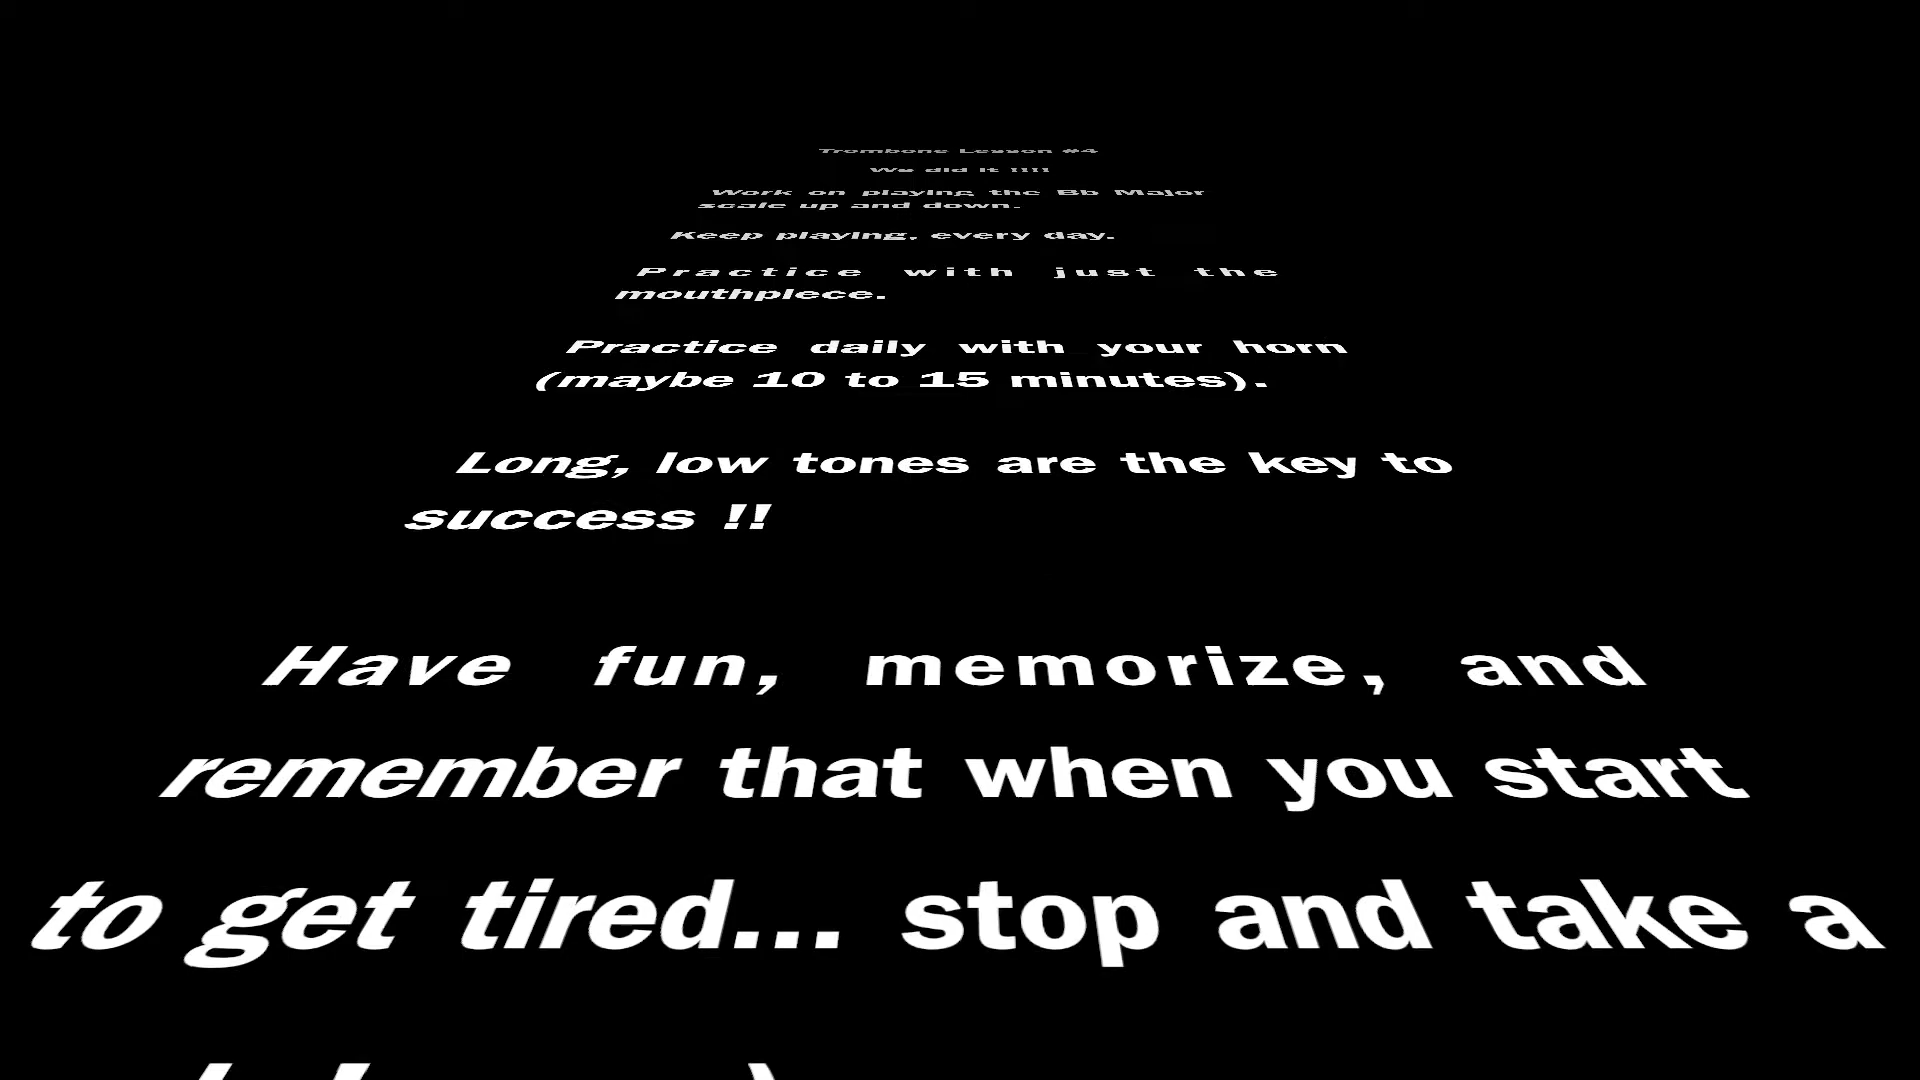 Trombone Lesson #4
We did it !!!!
Work on playing the Bb Major
scale up and down.
Keep playing, every day.
Practice with just the
mouthpiece.
Practice daily with your horn
(maybe 10 to 15 minutes).
Long, low tones are the key to
success !!
Have fun, memorize, and
remember that when you start
to get tired... stop and take a